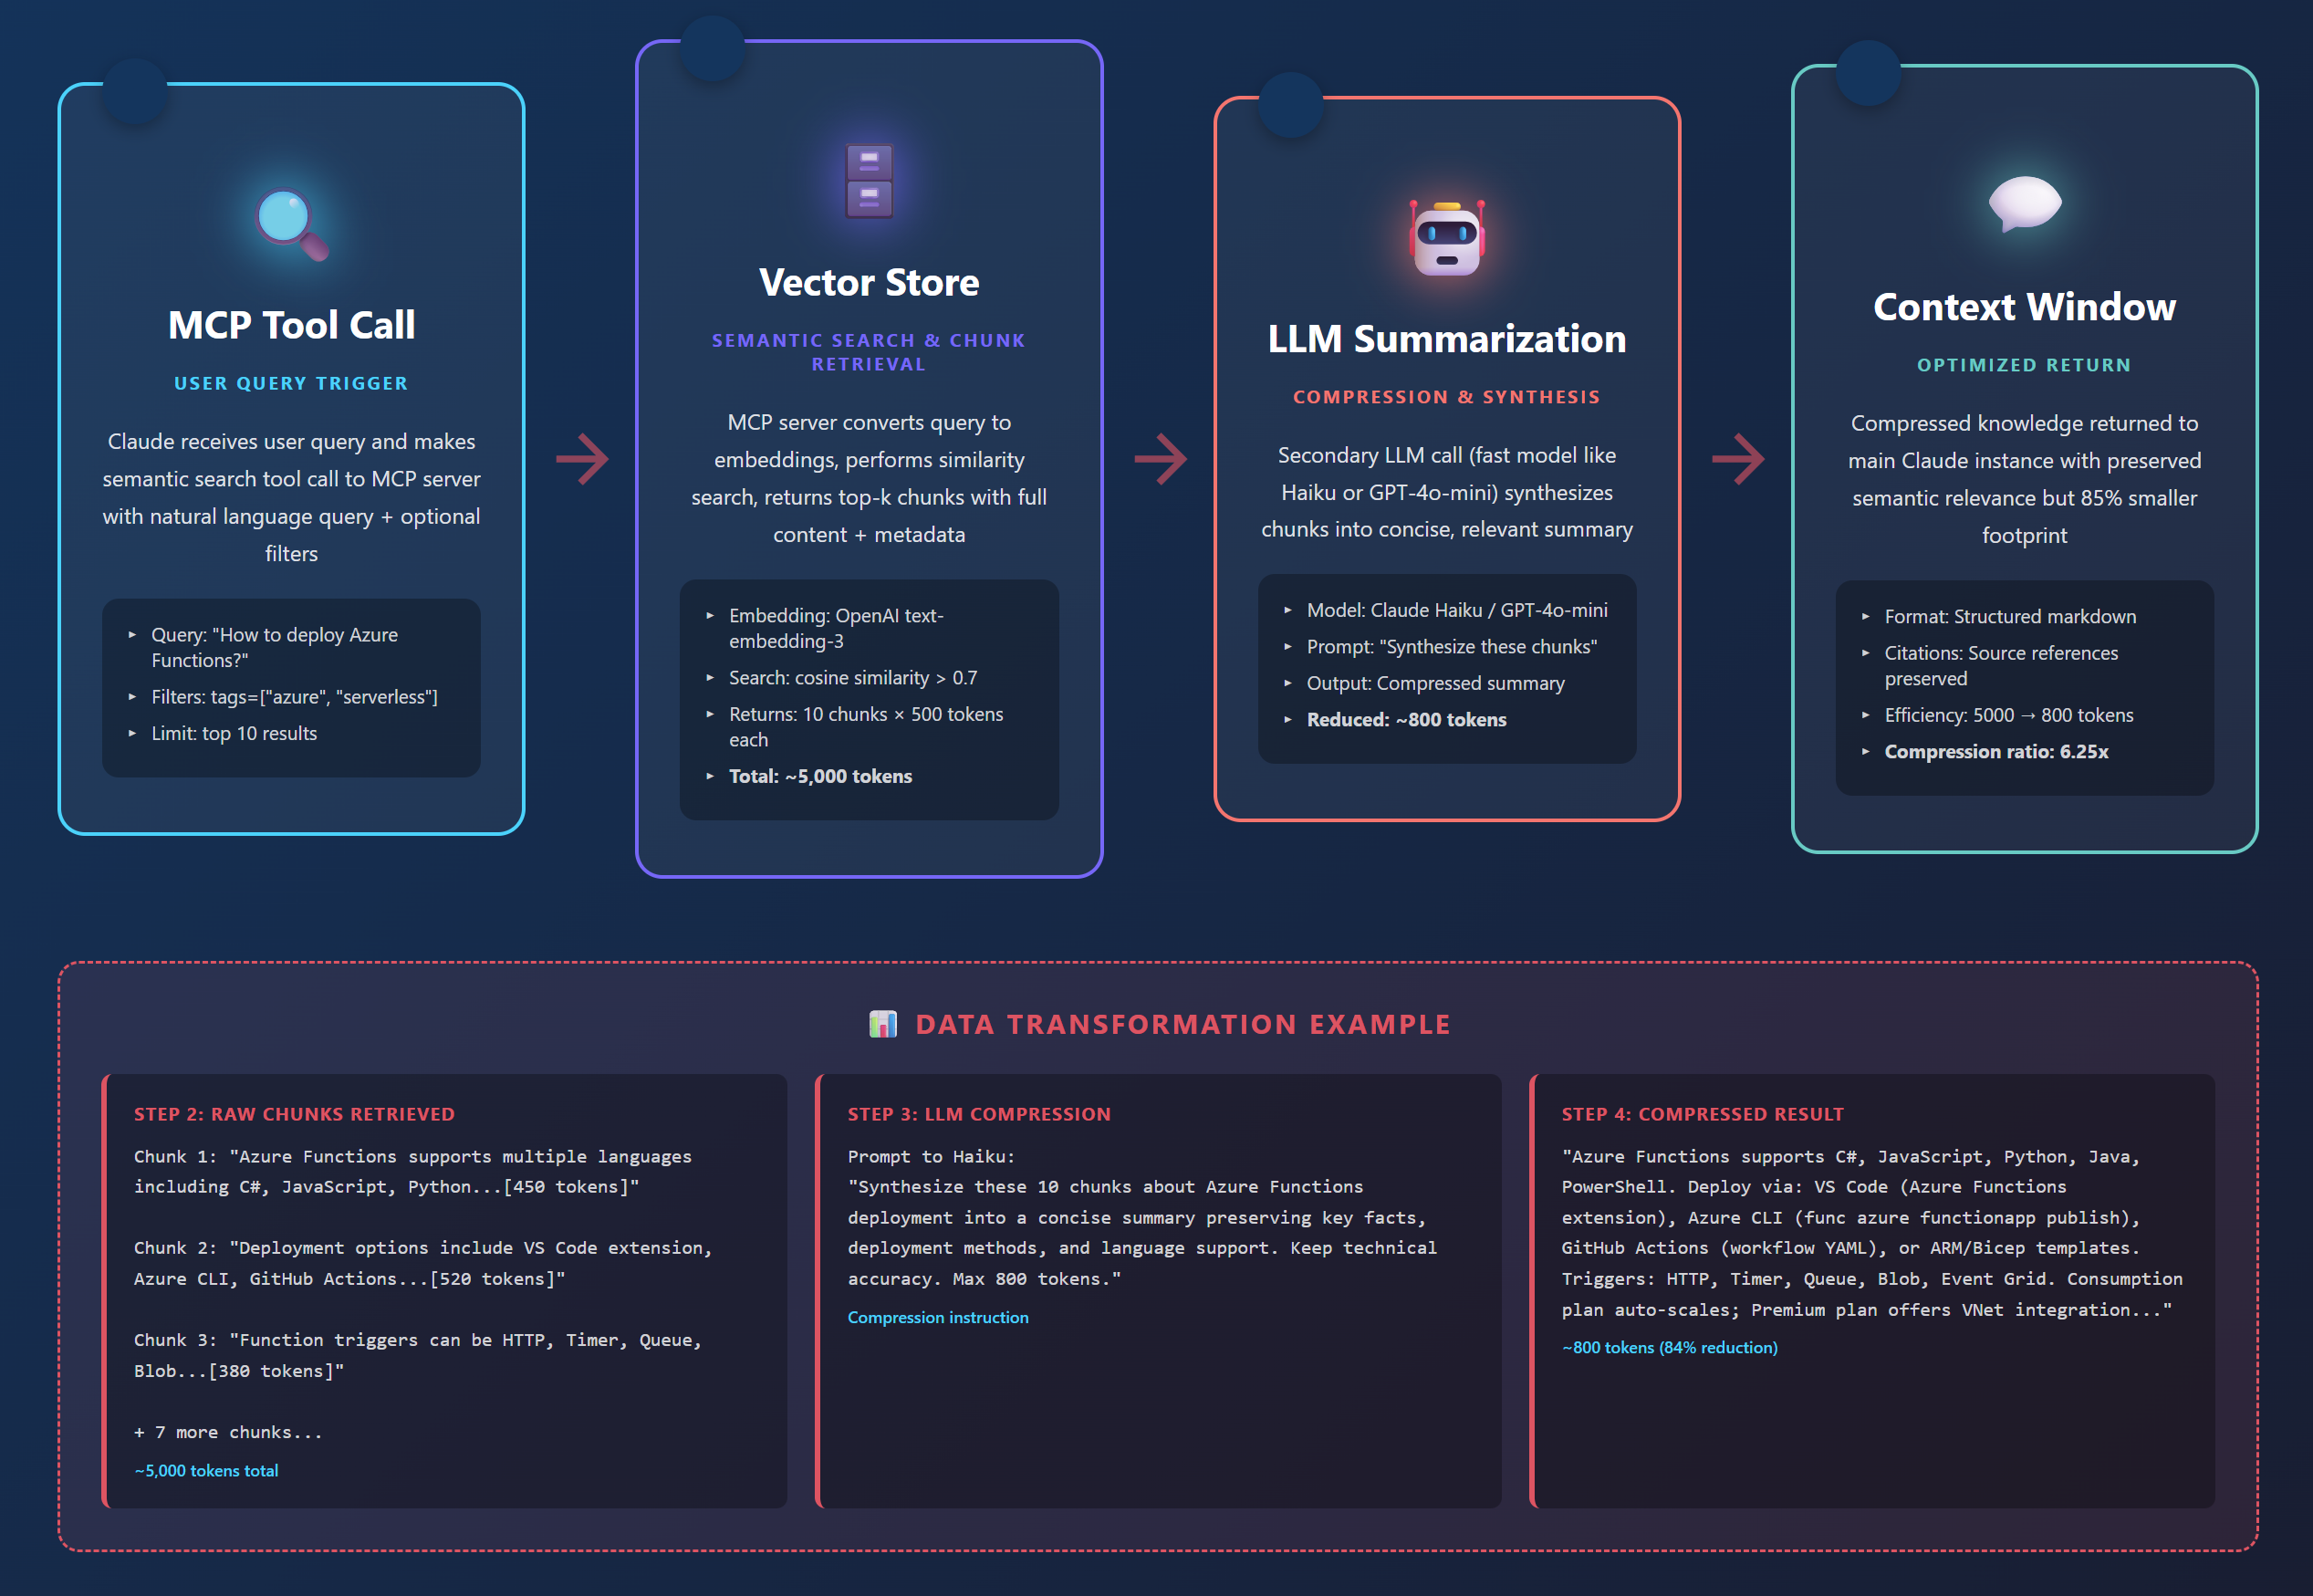 MCP Tool Call
USER QUERY TRIGGER
Claude receives user query and makes
semantic search tool call to MCP server
with natural language query + optional
filters
▸ Query: "How to deploy Azure
Functions?"
▸ Filters: tags=["azure", "serverless"]
▸ Limit: top 10 results
Vector Store
SEMANTIC SEARCH & CHUNK
RETRIEVAL
MCP server converts query to
embeddings, performs similarity
search, returns top-k chunks with full
content + metadata
▸ Embedding: OpenAI text-
embedding-3
▸ Search: cosine similarity > 0.7
▸ Returns: 10 chunks × 500 tokens
each
▸ Total: ~5,000 tokens
LLM Summarization
COMPRESSION & SYNTHESIS
Secondary LLM call (fast model like
Haiku or GPT-4o-mini) synthesizes
chunks into concise, relevant summary
▸ Model: Claude Haiku / GPT-4o-mini
▸ Prompt: "Synthesize these chunks"
▸ Output: Compressed summary
▸ Reduced: ~800 tokens
Context Window
OPTIMIZED RETURN
Compressed knowledge returned to
main Claude instance with preserved
semantic relevance but 85% smaller
footprint
▸ Format: Structured markdown
▸ Citations: Source references
preserved
▸ Efficiency: 5000 → 800 tokens
▸ Compression ratio: 6.25x
DATA TRANSFORMATION EXAMPLE
STEP 2: RAW CHUNKS RETRIEVED
Chunk 1: "Azure Functions supports multiple languages
including C#, JavaScript, Python...[450 tokens]"
Chunk 2: "Deployment options include VS Code extension,
Azure CLI, GitHub Actions...[520 tokens]"
Chunk 3: "Function triggers can be HTTP, Timer, Queue,
Blob...[380 tokens]"
+ 7 more chunks...
~5,000 tokens total
STEP 3: LLM COMPRESSION
Prompt to Haiku:
"Synthesize these 10 chunks about Azure Functions
deployment into a concise summary preserving key facts,
deployment methods, and language support. Keep technical
accuracy. Max 800 tokens."
Compression instruction
STEP 4: COMPRESSED RESULT
"Azure Functions supports C#, JavaScript, Python, Java,
PowerShell. Deploy via: VS Code (Azure Functions
extension), Azure CLI (func azure functionapp publish),
GitHub Actions (workflow YAML), or ARM/Bicep templates.
Triggers: HTTP, Timer, Queue, Blob, Event Grid. Consumption
plan auto-scales; Premium plan offers VNet integration..."
~800 tokens (84% reduction)